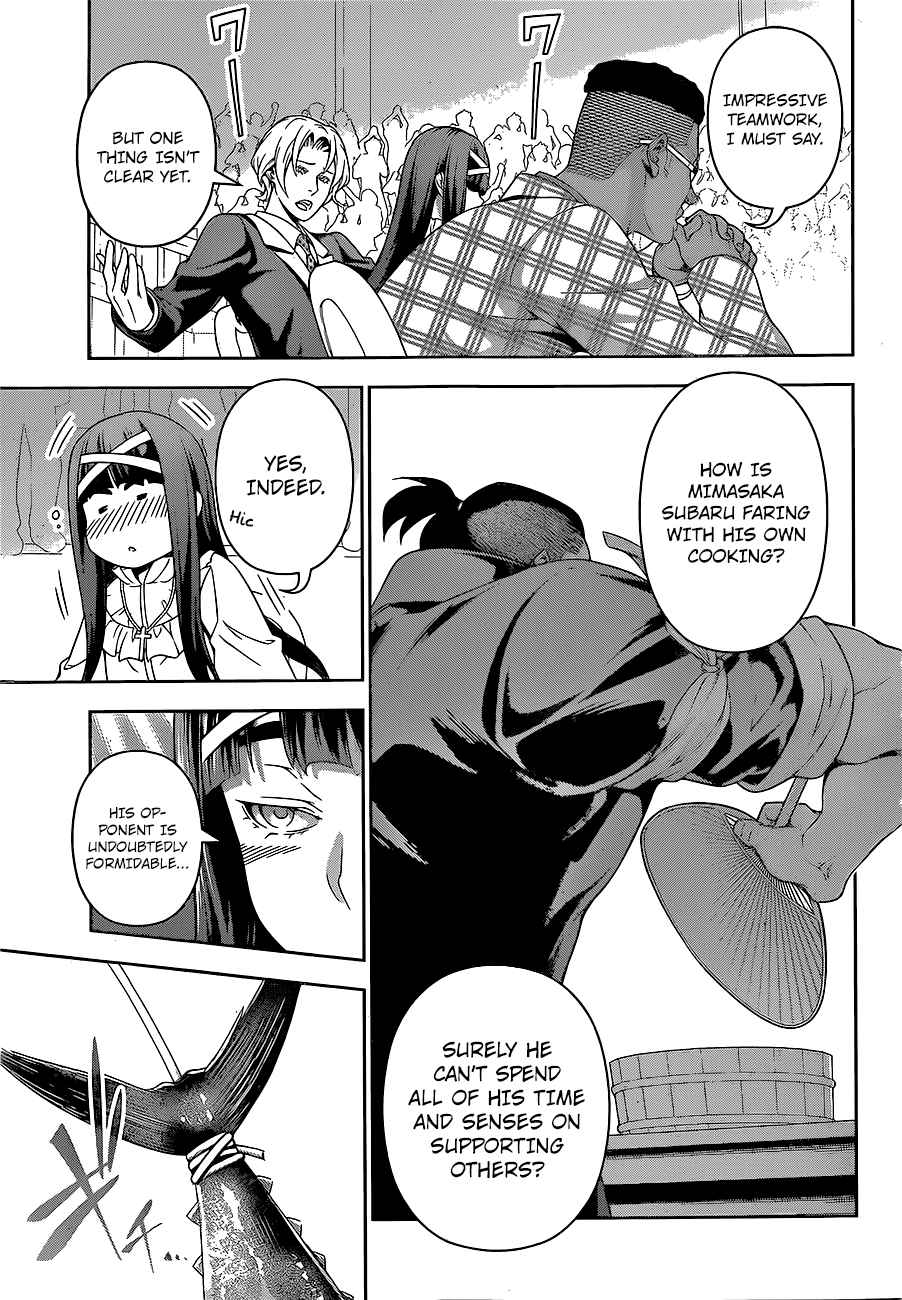 IMPRESSIVE
TEAMWORK,
I MUST SAY.
ワー
ワー
BUT ONE
THING ISN'T
CLEAR YET.
HOW IS
MIMASAKA
SUBARU FARING
WITH HIS OWN
COOKING?
SURELY HE
CAN'T SPEND
ALL OF HIS TIME
AND SENSES ON
SUPPORTING
OTHERS?
YES,
INDEED.
Hic
HIS OP-
PONENT IS
UNDOUBTEDLY
FORMIDABLE...
ギイ...